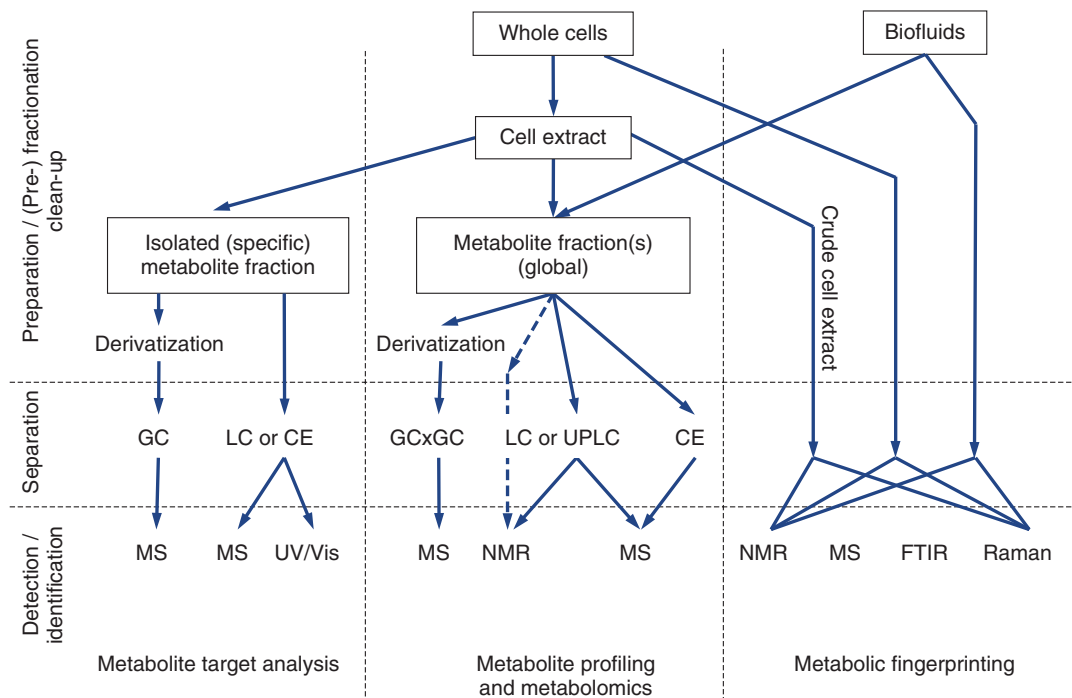 Whole cells
Biofluids
Cell extract
Preparation / (Pre-) fractionation
clean-up
Isolated (specific)
metabolite fraction
Metabolite fraction(s)
(global)
Crude cell extract
Derivatization
Derivatization
Separation
GC
LC or CE
GCxGC
LC or UPLC
CE
Detection /
identification
MS
MS
UV/Vis
MS
NMR
MS
NMR
MS
FTIR
Raman
Metabolite target analysis
Metabolite profiling
and metabolomics
Metabolic fingerprinting